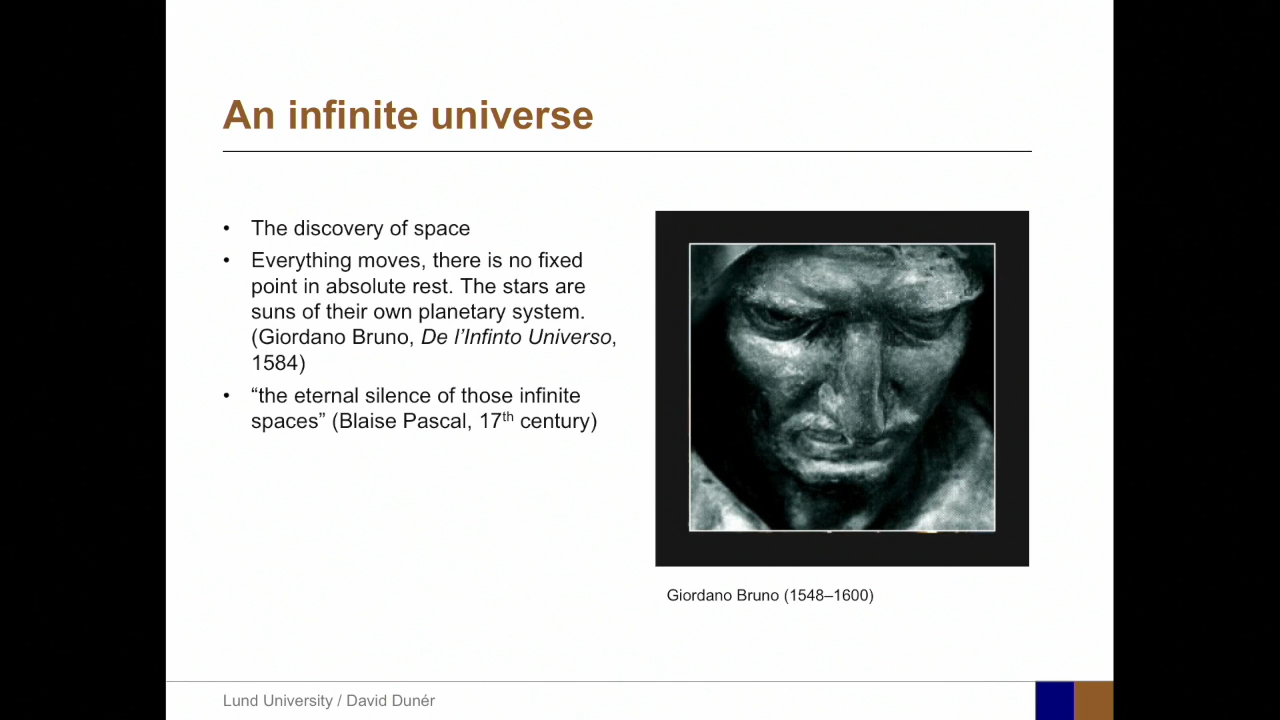 An infinite universe
• The discovery of space
• Everything moves, there is no fixed
point in absolute rest. The stars are
suns of their own planetary system.
(Giordano Bruno, De l’Infinto Universo,
1584)
• “the eternal silence of those infinite
spaces” (Blaise Pascal, 17th century)
Giordano Bruno (1548–1600)
Lund University / David Dunér